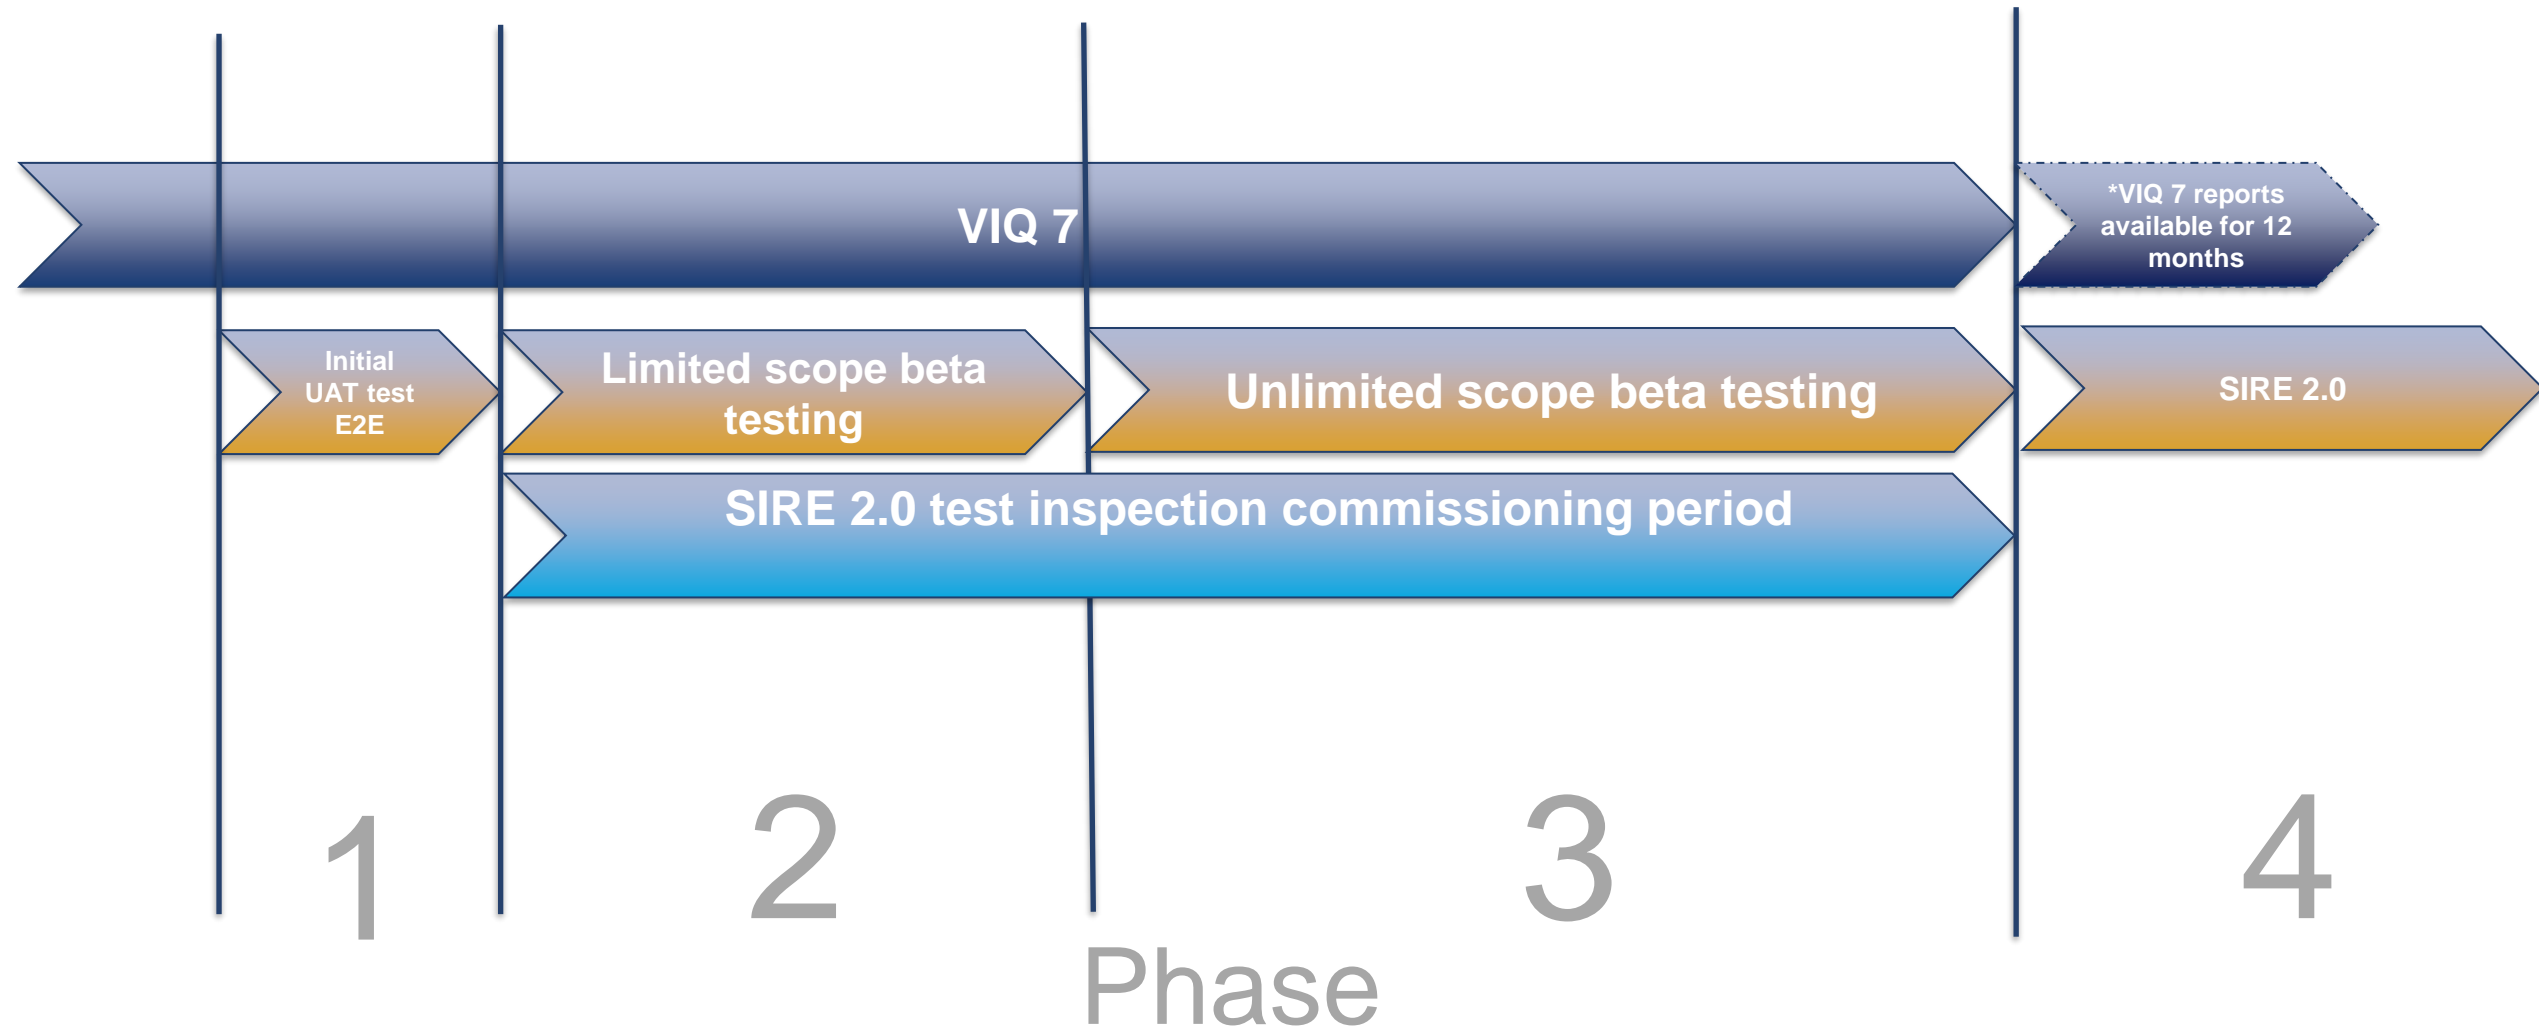 VIQ 7
*VIQ 7 reports
available for 12
months
Initial
UAT test
E2E
Limited scope beta
testing
Unlimited scope beta testing
SIRE 2.0
SIRE 2.0 test inspection commissioning period
1
2
3
4
Phase